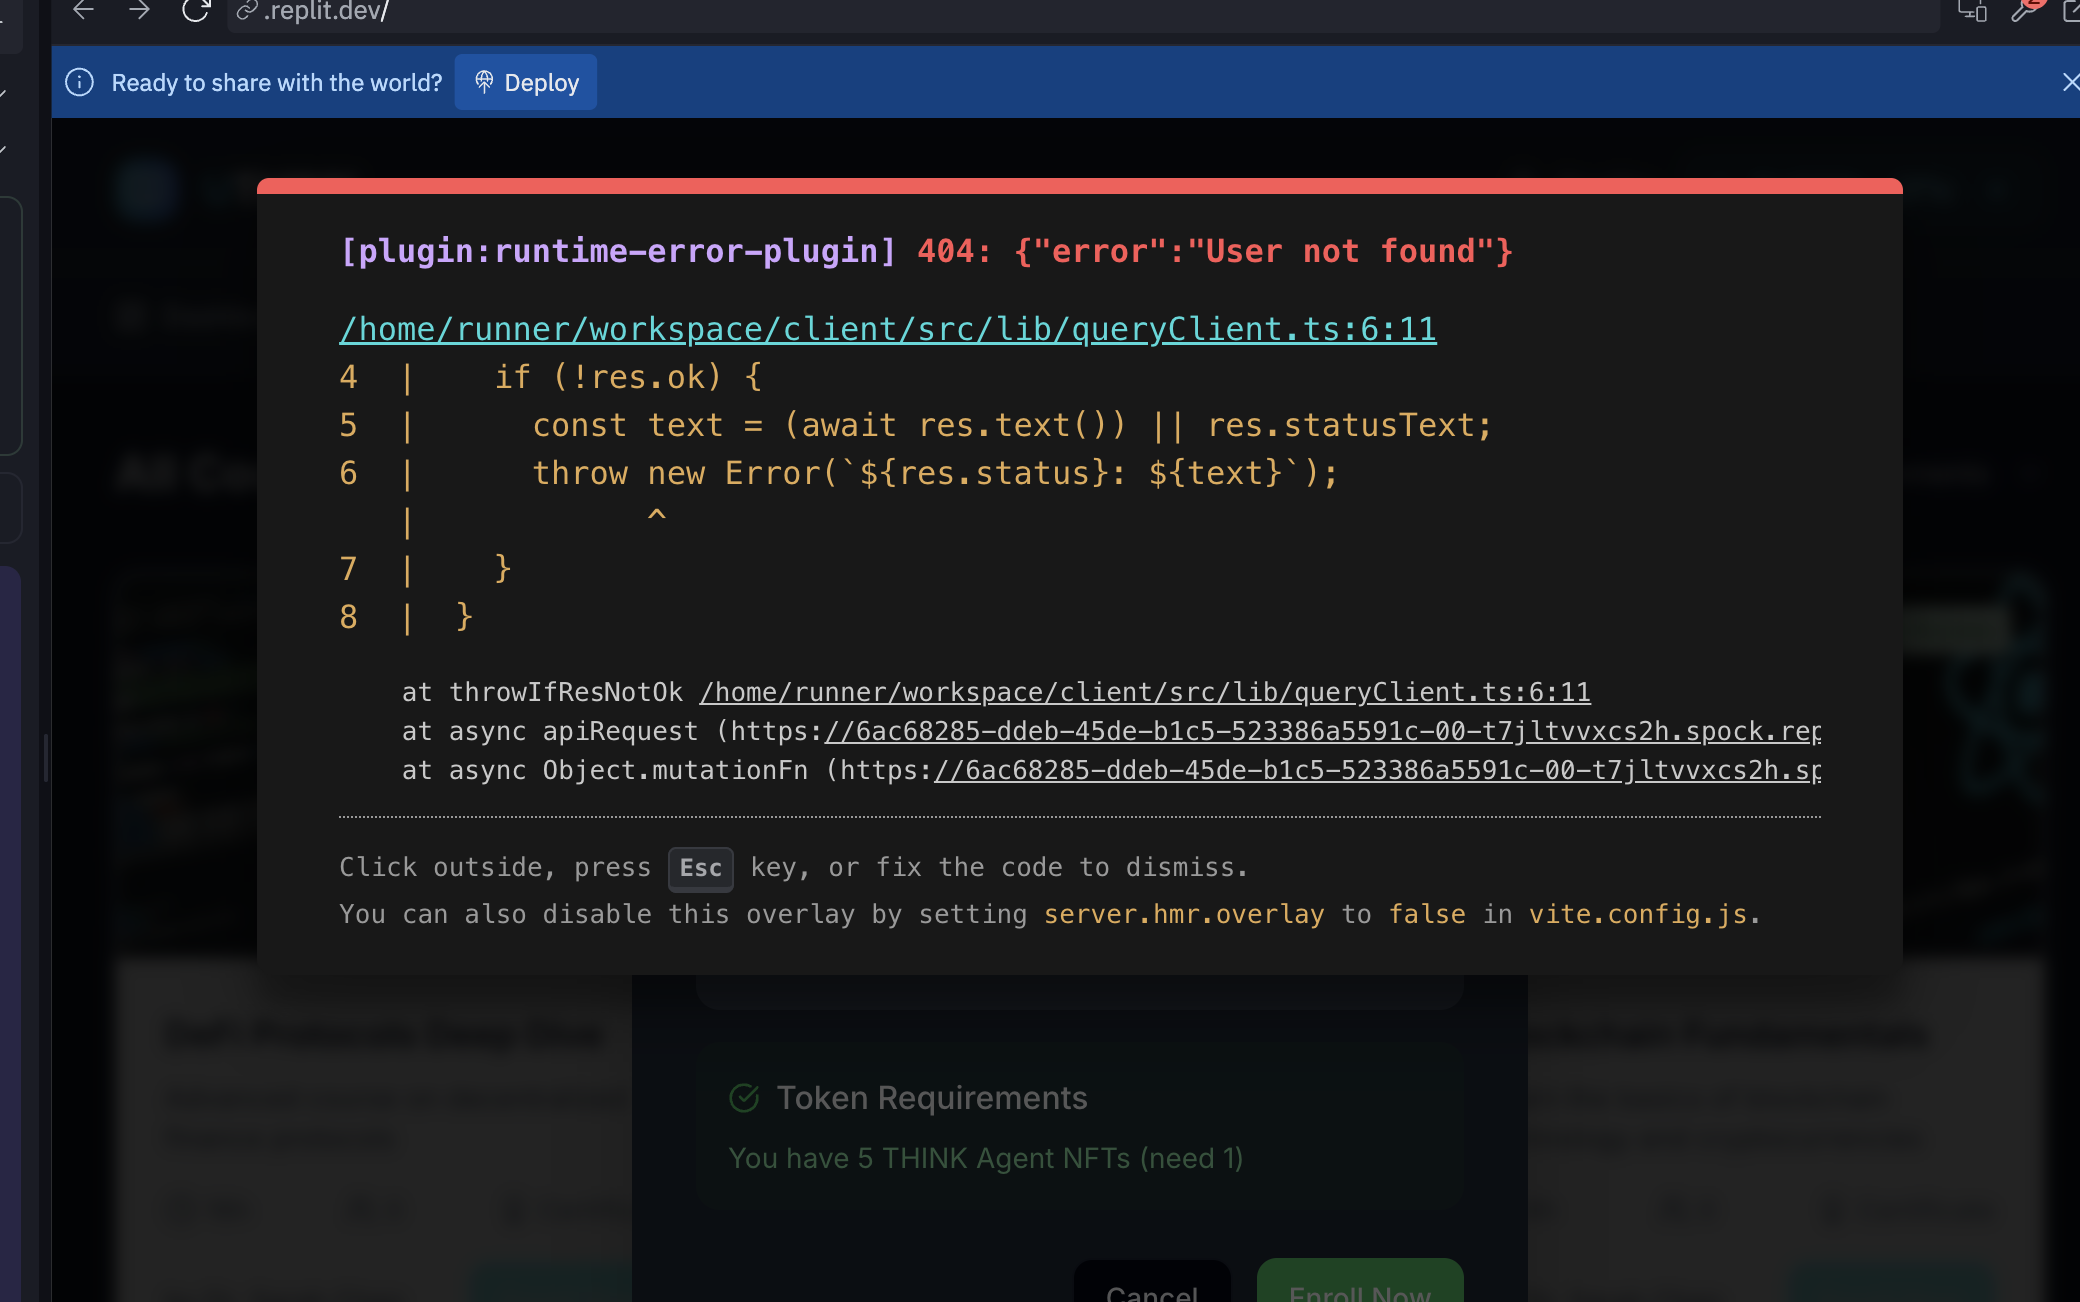 .replit.dev/
Ready to share with the world? Deploy
[plugin:runtime-error-plugin] 404: {"error":"User not found"}
/home/runner/workspace/client/src/lib/queryClient.ts:6:11
4 | if (!res.ok) {
5 | const text = (await res.text()) || res.statusText;
6 | throw new Error(`${res.status}: ${text}`);
| ^
7 | }
8 | }
at throwIfResNotOk /home/runner/workspace/client/src/lib/queryClient.ts:6:11
at async apiRequest (https://6ac68285-ddeb-45de-b1c5-523386a5591c-00-t7jltvvxcs2h.spock.rep
at async Object.mutationFn (https://6ac68285-ddeb-45de-b1c5-523386a5591c-00-t7jltvvxcs2h.sp
Click outside, press Esc key, or fix the code to dismiss.
You can also disable this overlay by setting server.hmr.overlay to false in vite.config.js.
All
DeFi Protocols Deep Dive
Fundamentals
Token Requirements
You have 5 THINK Agent NFTs (need 1)
Cancel Enroll Now